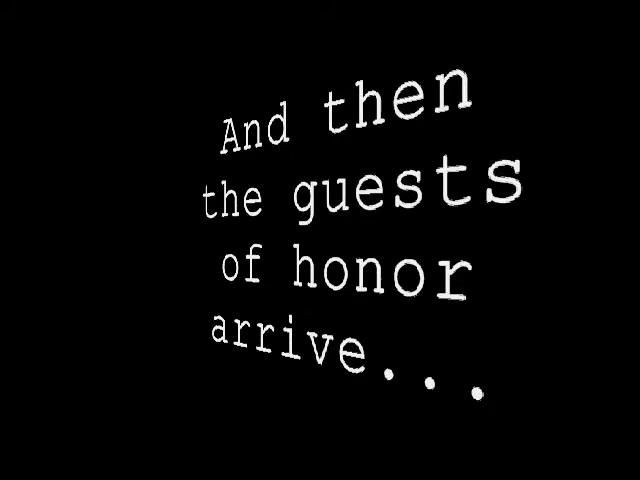 And then
the guests
of honor
arrive...